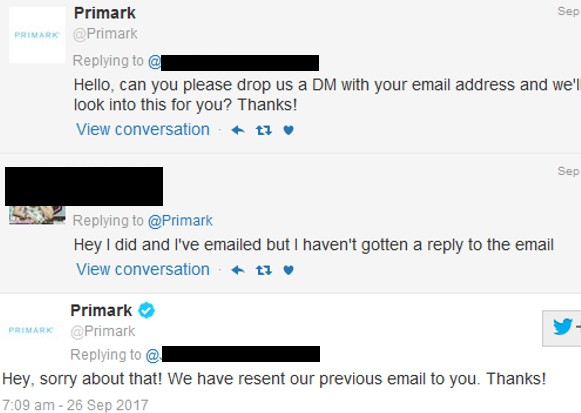 Primark
Sep
PRIMARK
@Primark
Replying to @
Hello, can you please drop us a DM with your email address and we'll
look into this for you? Thanks!
View conversation ·
Sep
Replying to @Primark
Hey I did and I've emailed but I haven't gotten a reply to the email
View conversation ·
Primark
PRIMARK
@Primark
Replying to @
Hey, sorry about that! We have resent our previous email to you. Thanks!
7:09 am - 26 Sep 2017